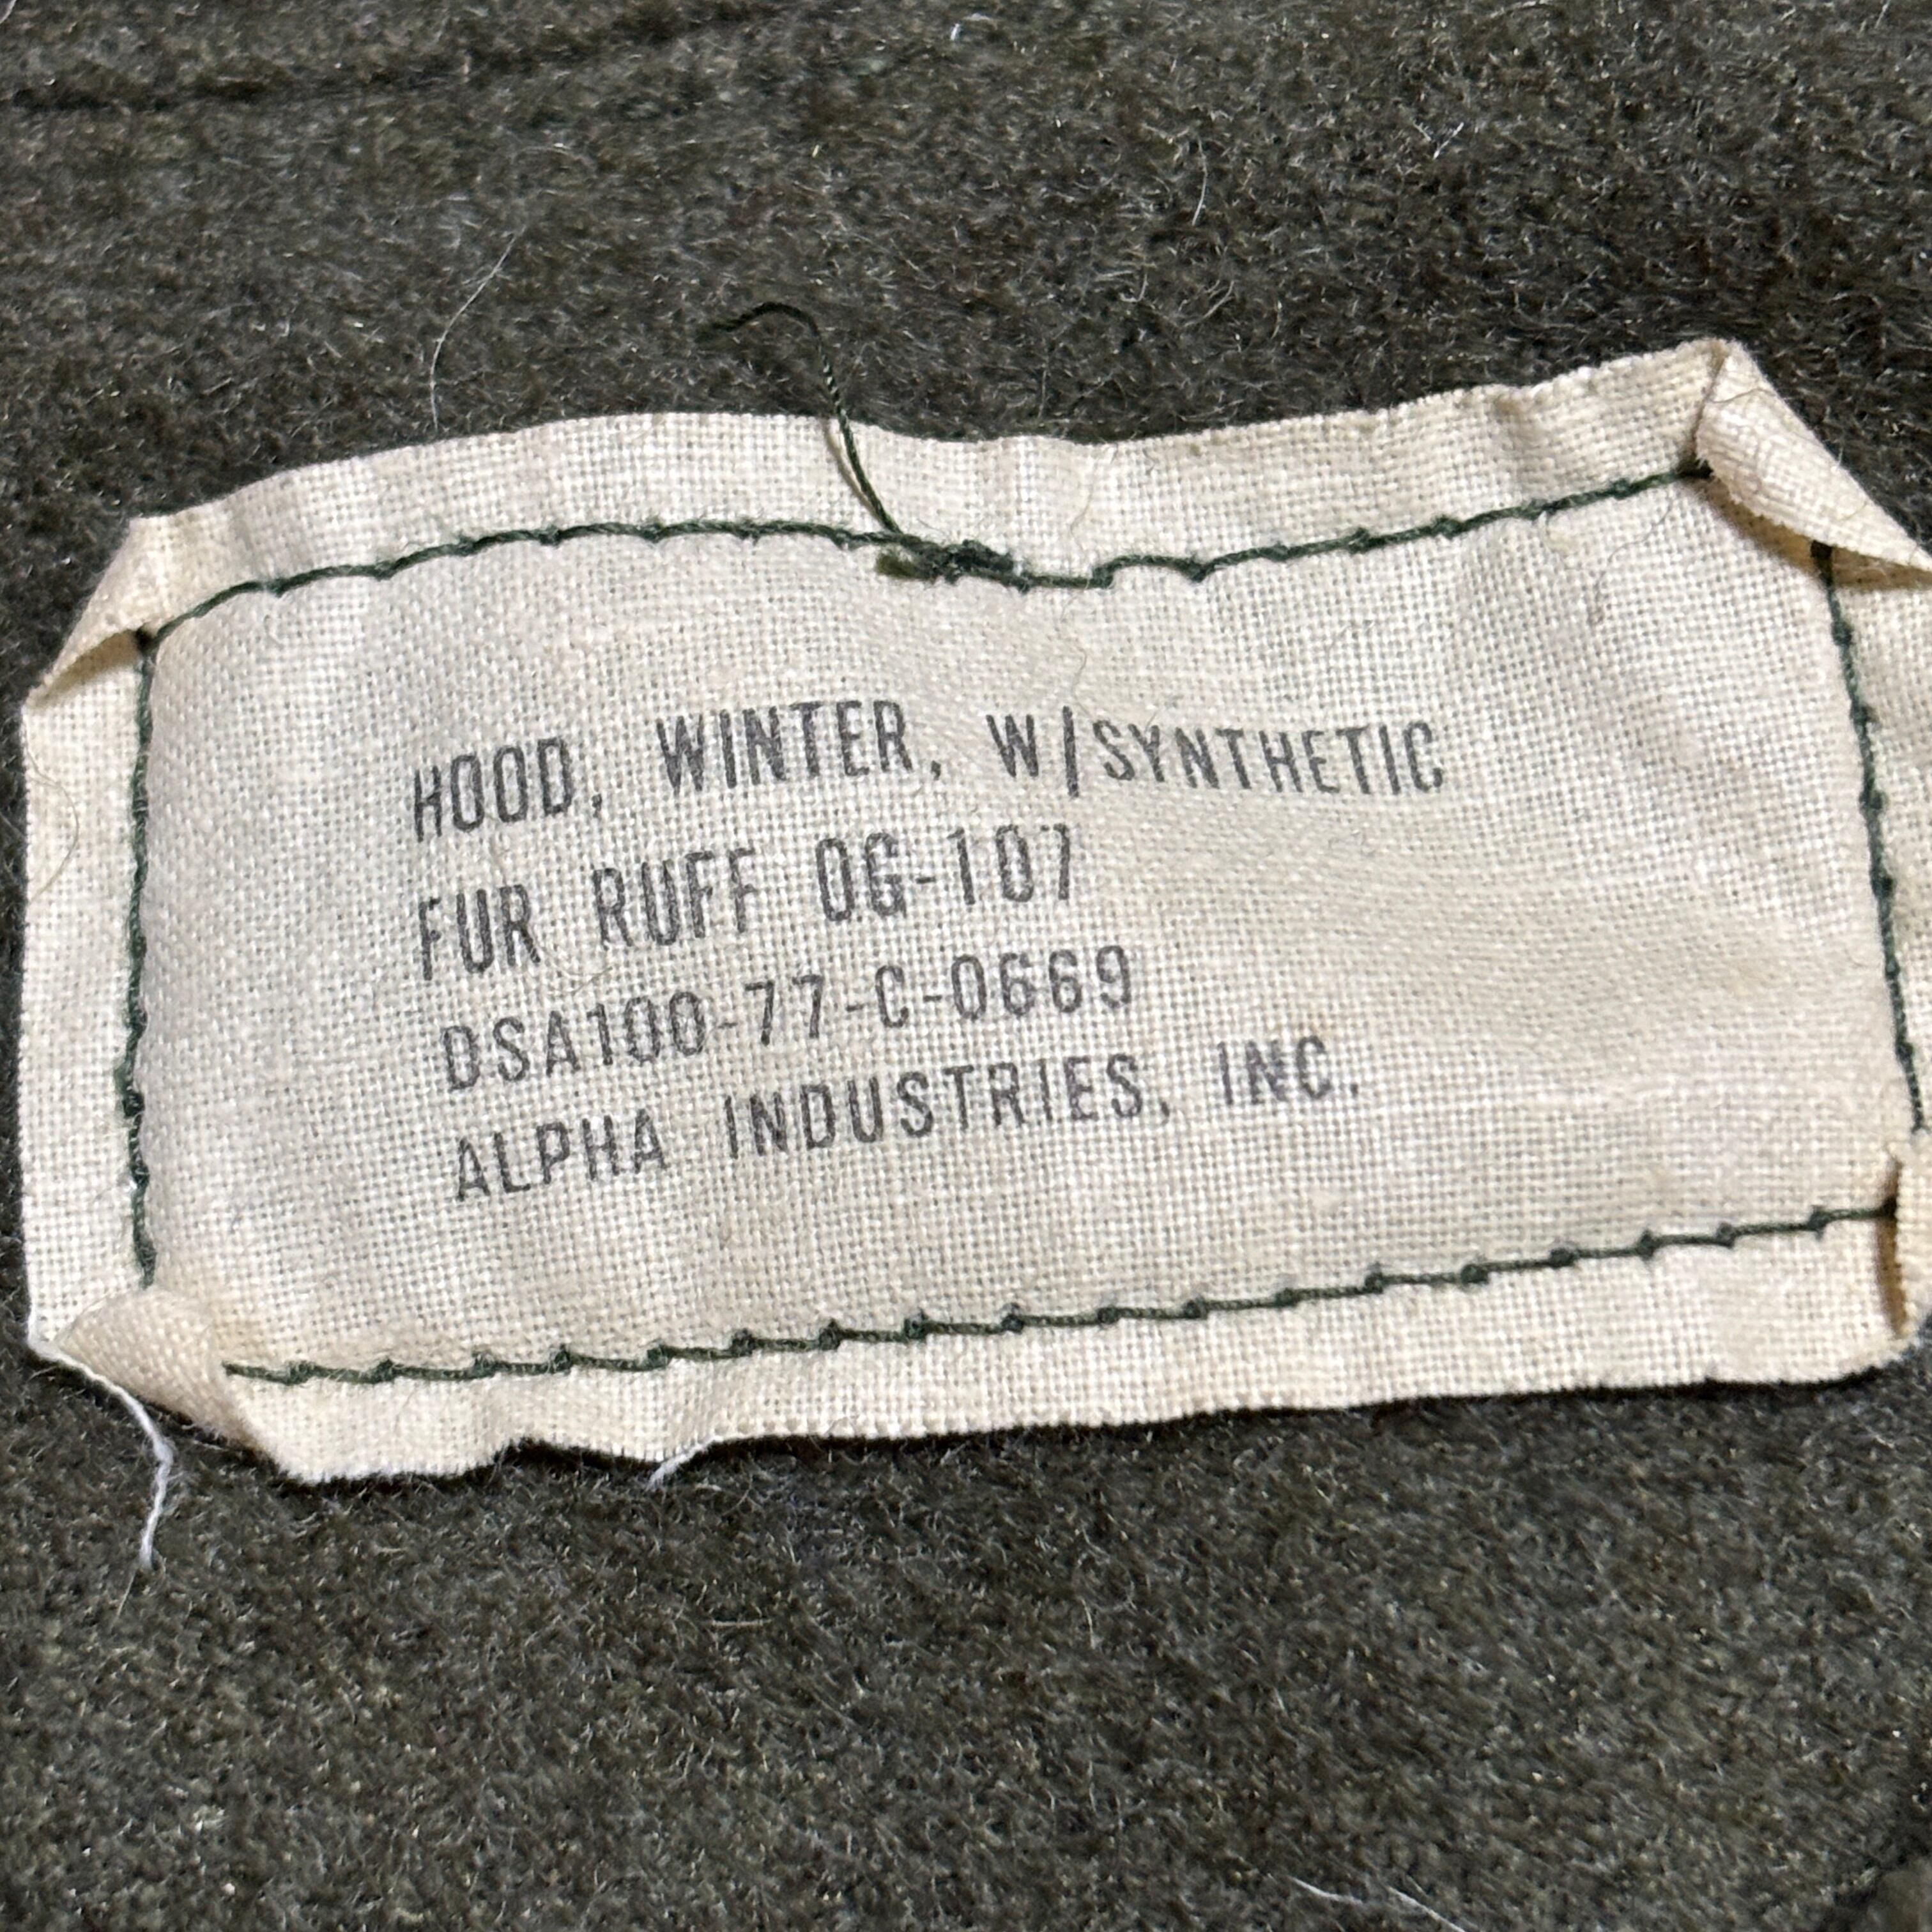 HOOD, WINTER, W/SYNTHETIC
FUR RUFF OG-107
DSA100-77-C-0669
ALPHA INDUSTRIES, INC.